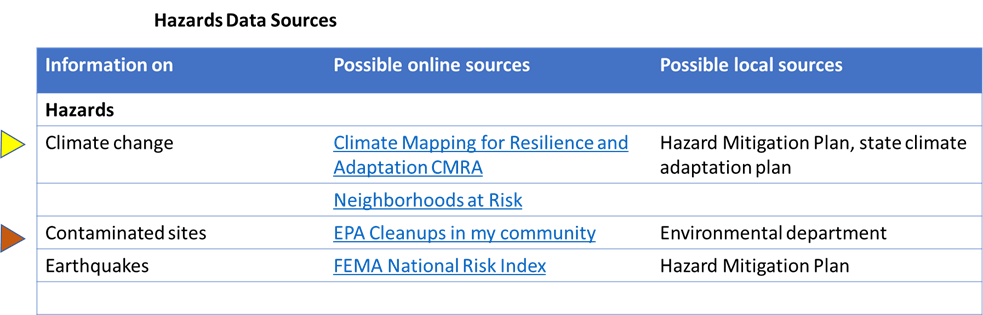 Hazards Data Sources
Information on Possible online sources Possible local sources
Hazards
Climate change Climate Mapping for Resilience and Hazard Mitigation Plan, state climate
Adaptation CMRA adaptation plan
Neighborhoods at Risk
Contaminated sites EPA Cleanups in my community Environmental department
Earthquakes FEMA National Risk Index Hazard Mitigation Plan